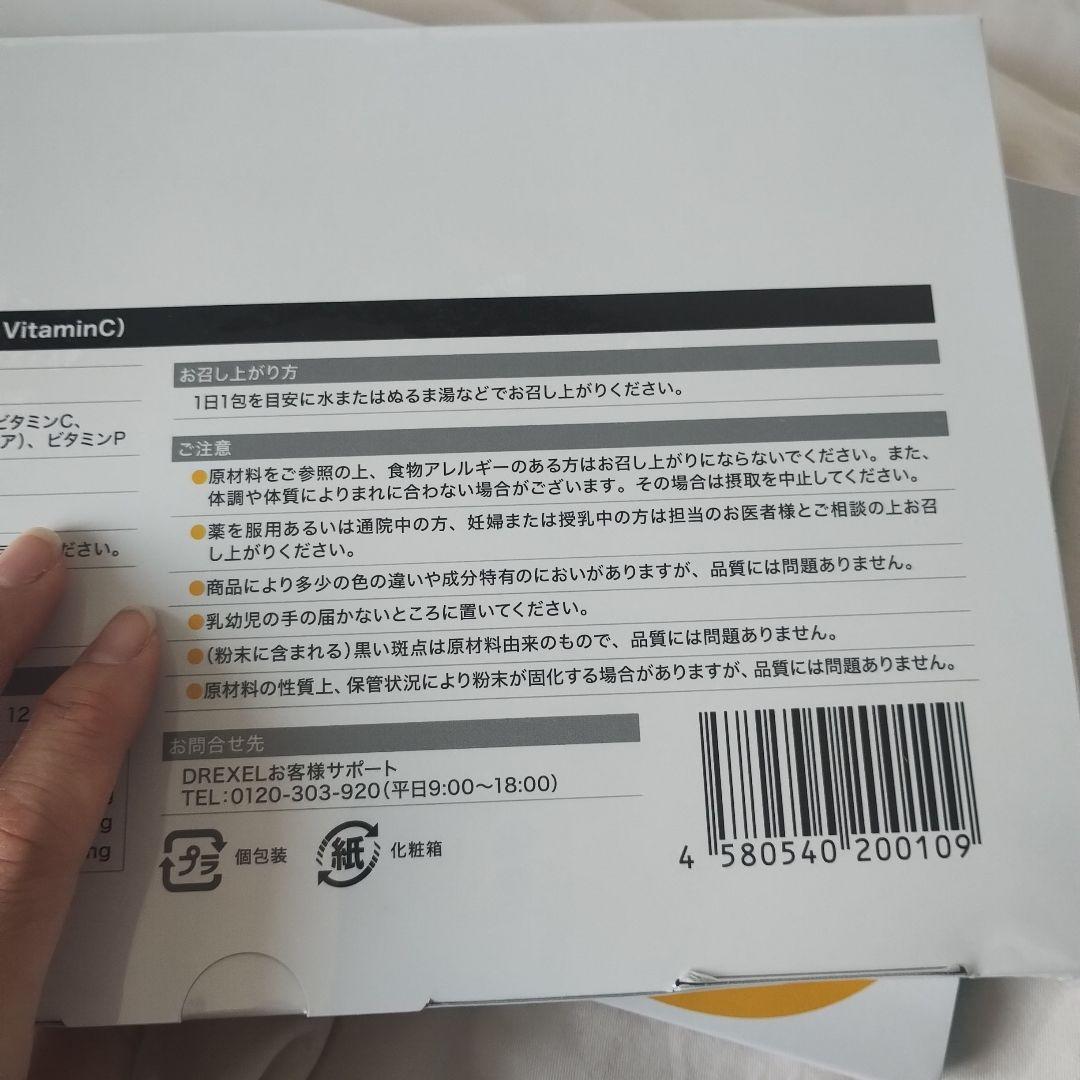 VitaminC)
ビタミンC、
ア)、ビタミンP
ださい。
12
g
mg
お召し上がり方
1日1包を目安に水またはぬるま湯などでお召し上がりください。
ご注意
●原材料をご参照の上、食物アレルギーのある方はお召し上がりにならないでください。また、
体調や体質によりまれに合わない場合がございます。その場合は摂取を中止してください。
●薬を服用あるいは通院中の方、妊婦または授乳中の方は担当のお医者様とご相談の上お召
し上がりください。
●商品により多少の色の違いや成分特有のにおいがありますが、品質には問題ありません。
●乳幼児の手の届かないところに置いてください。
●(粉末に含まれる)黒い斑点は原材料由来のもので、品質には問題ありません。
●原材料の性質上、保管状況により粉末が固化する場合がありますが、品質には問題ありません。
お問合せ先
DREXELお客様サポート
TEL:0120-303-920(平日9:00〜18:00)
プラ 個包装
紙 化粧箱
4 580540 200109